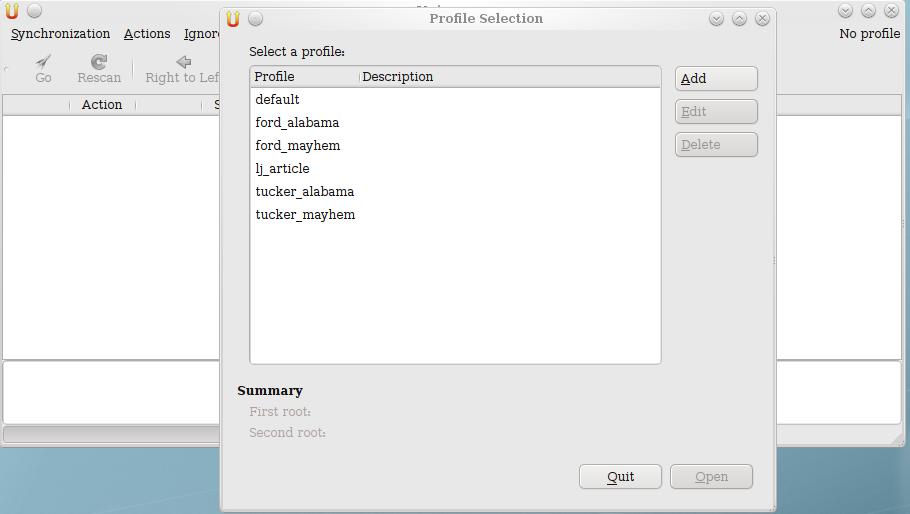 Profile Selection
Synchronization Actions Ignore
No profile
Go Rescan Right to Left
Action
Select a profile:
Profile Description
default
ford_alabama
ford_mayhem
lj_article
tucker_alabama
tucker_mayhem
Add
Edit
Delete
Summary
First root:
Second root:
Quit Open